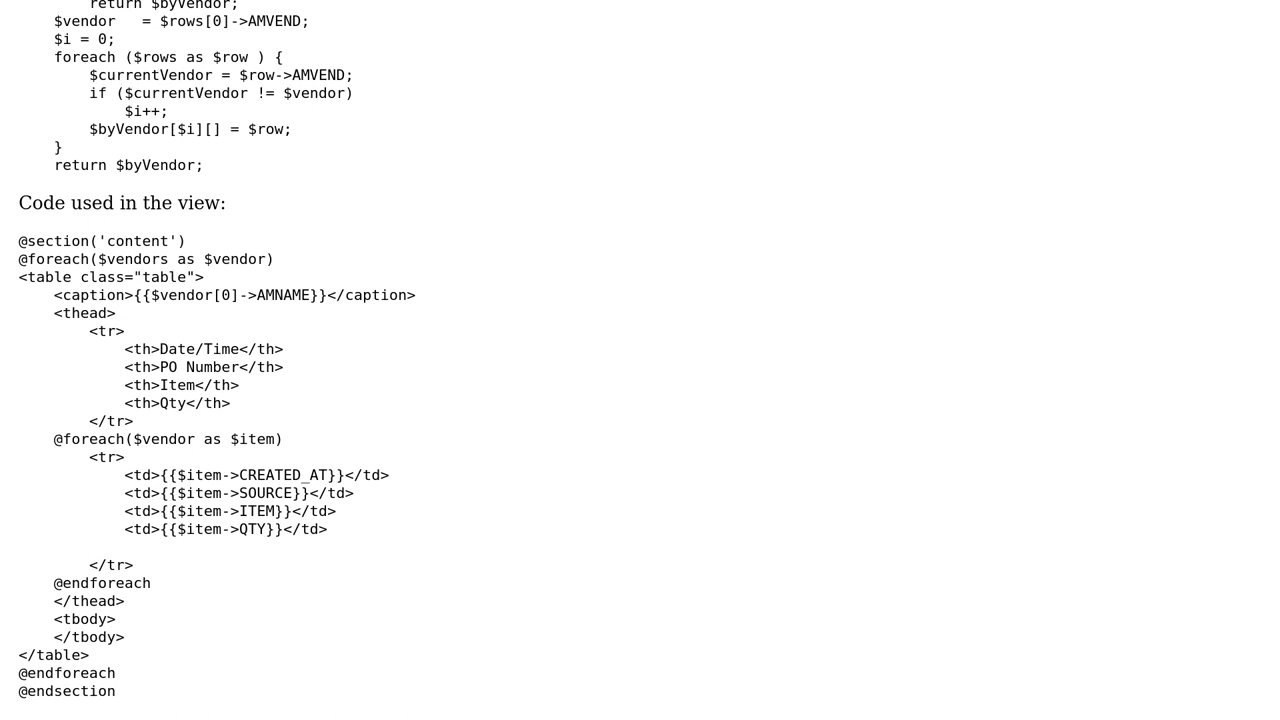 return $byVendor;
    $vendor   = $rows[0]->AMVEND;
    $i = 0;
    foreach ($rows as $row ) {
        $currentVendor = $row->AMVEND;
        if ($currentVendor != $vendor)
            $i++;
        $byVendor[$i][] = $row;
    }
    return $byVendor;
Code used in the view:
@section('content')
@foreach($vendors as $vendor)
<table class="table">
    <caption>{{$vendor[0]->AMNAME}}</caption>
    <thead>
        <tr>
            <th>Date/Time</th>
            <th>PO Number</th>
            <th>Item</th>
            <th>Qty</th>
        </tr>
    @foreach($vendor as $item)
        <tr>
            <td>{{$item->CREATED_AT}}</td>
            <td>{{$item->SOURCE}}</td>
            <td>{{$item->ITEM}}</td>
            <td>{{$item->QTY}}</td>
        </tr>
    @endforeach
    </thead>
    <tbody>
    </tbody>
</table>
@endforeach
@endsection